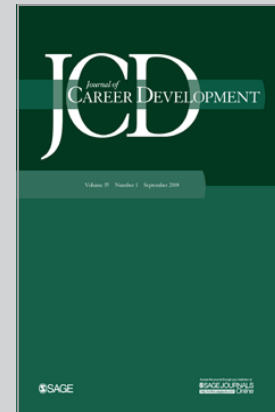 JCD
Journal of
CAREER DEVELOPMENT
Volume 35 Number 1 September 2008
SAGE
SAGE JOURNALS
Online